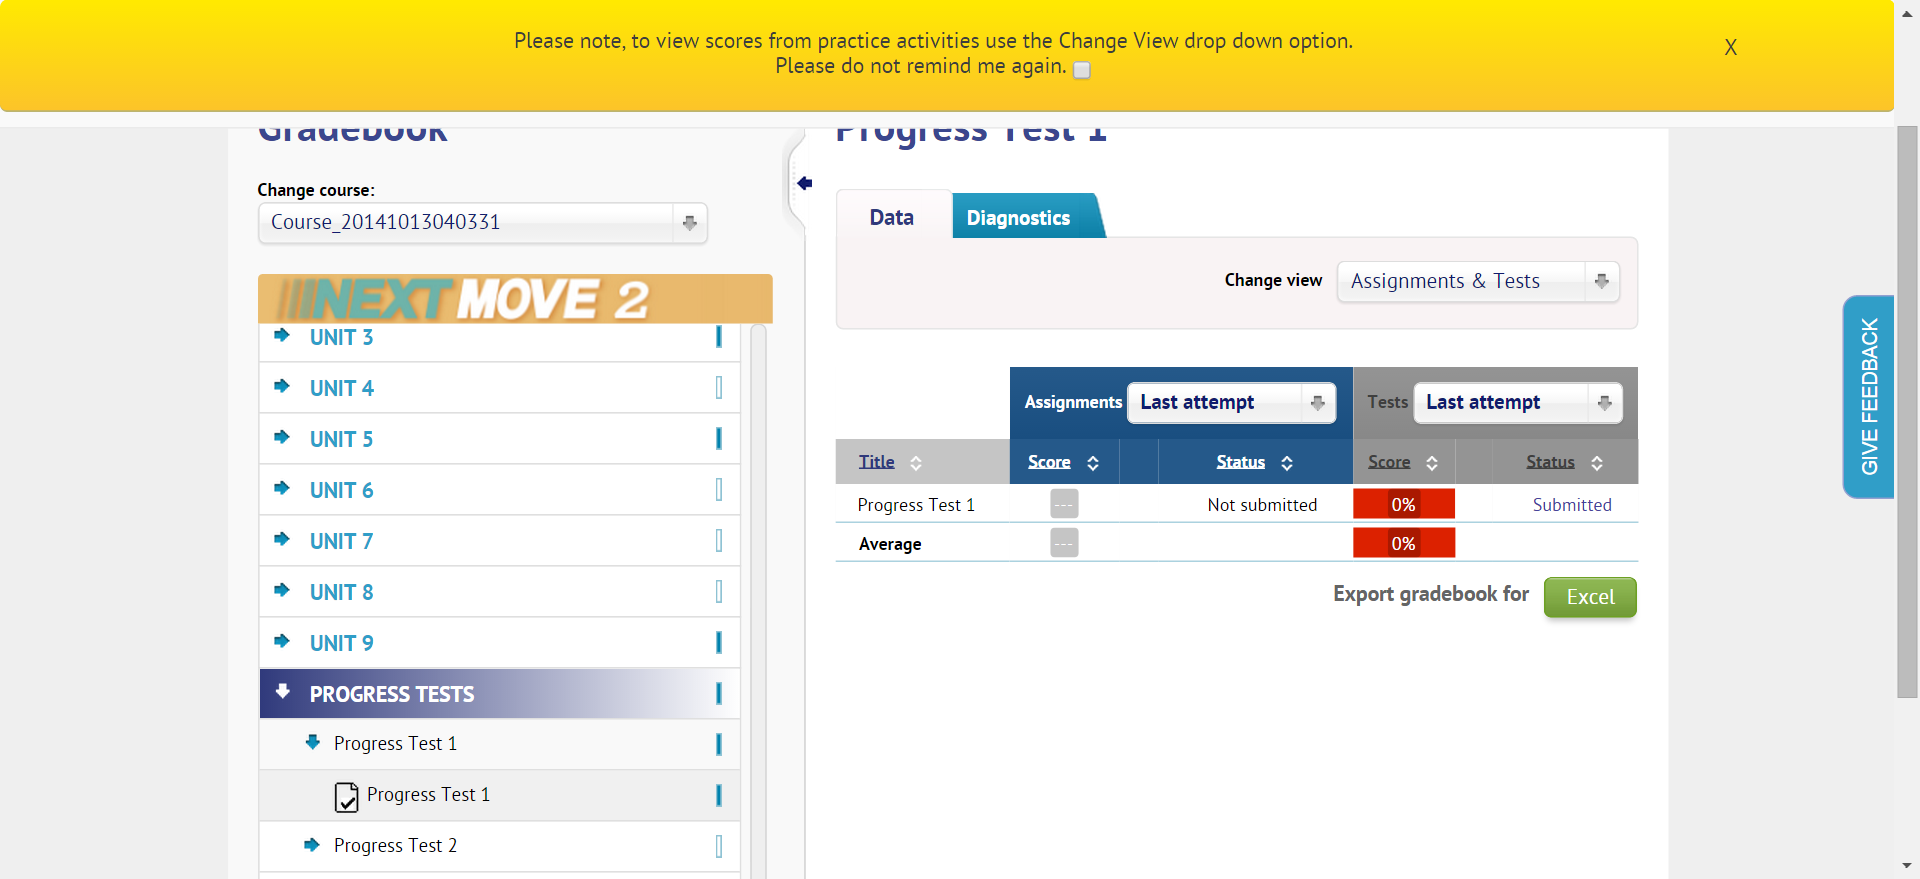 Please note, to view scores from practice activities use the Change View drop down option.
Please do not remind me again.
X
Gradebook
Change course:
Course_20141013040331
NEXT MOVE 2
UNIT 3
UNIT 4
UNIT 5
UNIT 6
UNIT 7
UNIT 8
UNIT 9
PROGRESS TESTS
Progress Test 1
Progress Test 1
Progress Test 2
Progress Test 1
Data Diagnostics
Change view Assignments & Tests
Assignments Last attempt Tests Last attempt
Title Score Status Score Status
Progress Test 1 --- Not submitted 0% Submitted
Average --- 0%
Export gradebook for Excel
GIVE FEEDBACK